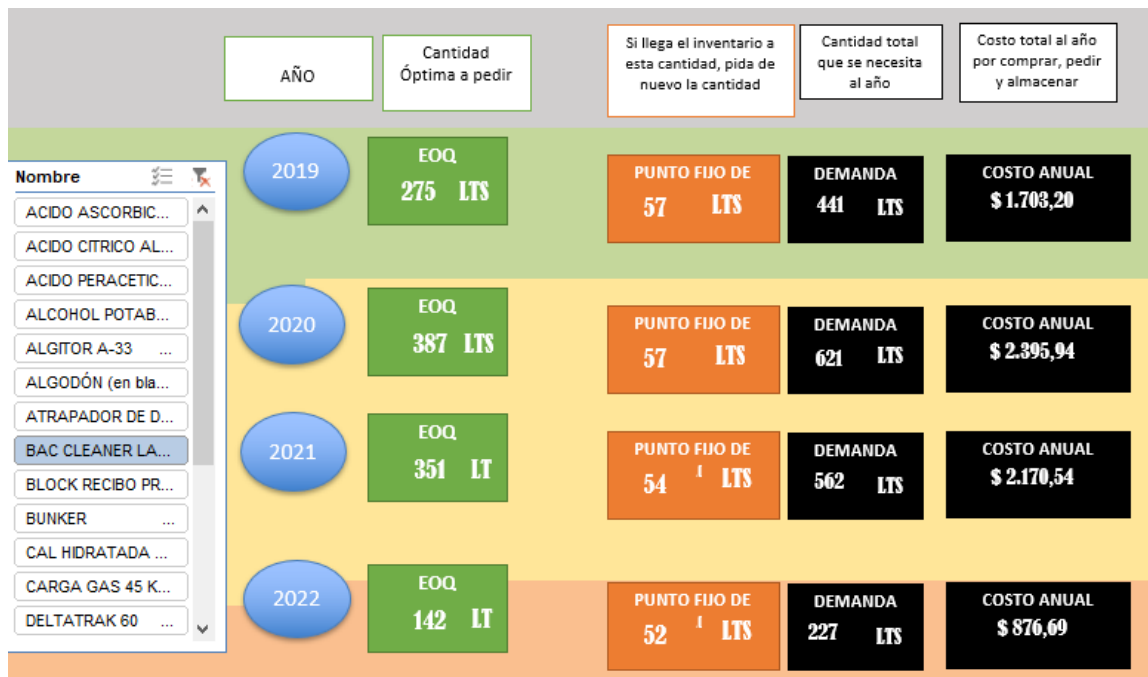 AÑO
Cantidad
Óptima a pedir
Si llega el inventario a
esta cantidad, pida de
nuevo la cantidad
Cantidad total
que se necesita
al año
Costo total al año
por comprar, pedir
y almacenar
Nombre
ACIDO ASCORBIC...
ACIDO CITRICO AL...
ACIDO PERACETIC...
ALCOHOL POTAB...
ALGITOR A-33 ...
ALGODÓN (en bla...
ATRAPADOR DE D...
BAC CLEANER LA...
BLOCK RECIBO PR...
BUNKER ...
CAL HIDRATADA ...
CARGA GAS 45 K...
DELTATRAK 60 ...
2019
EOQ
275 LTS
PUNTO FIJO DE
57 LTS
DEMANDA
441 LTS
COSTO ANUAL
$ 1.703,20
2020
EOQ
387 LTS
PUNTO FIJO DE
57 LTS
DEMANDA
621 LTS
COSTO ANUAL
$ 2.395,94
2021
EOQ
351 LT
PUNTO FIJO DE
54 LTS
DEMANDA
562 LTS
COSTO ANUAL
$ 2.170,54
2022
EOQ
142 LT
PUNTO FIJO DE
52 LTS
DEMANDA
227 LTS
COSTO ANUAL
$ 876,69